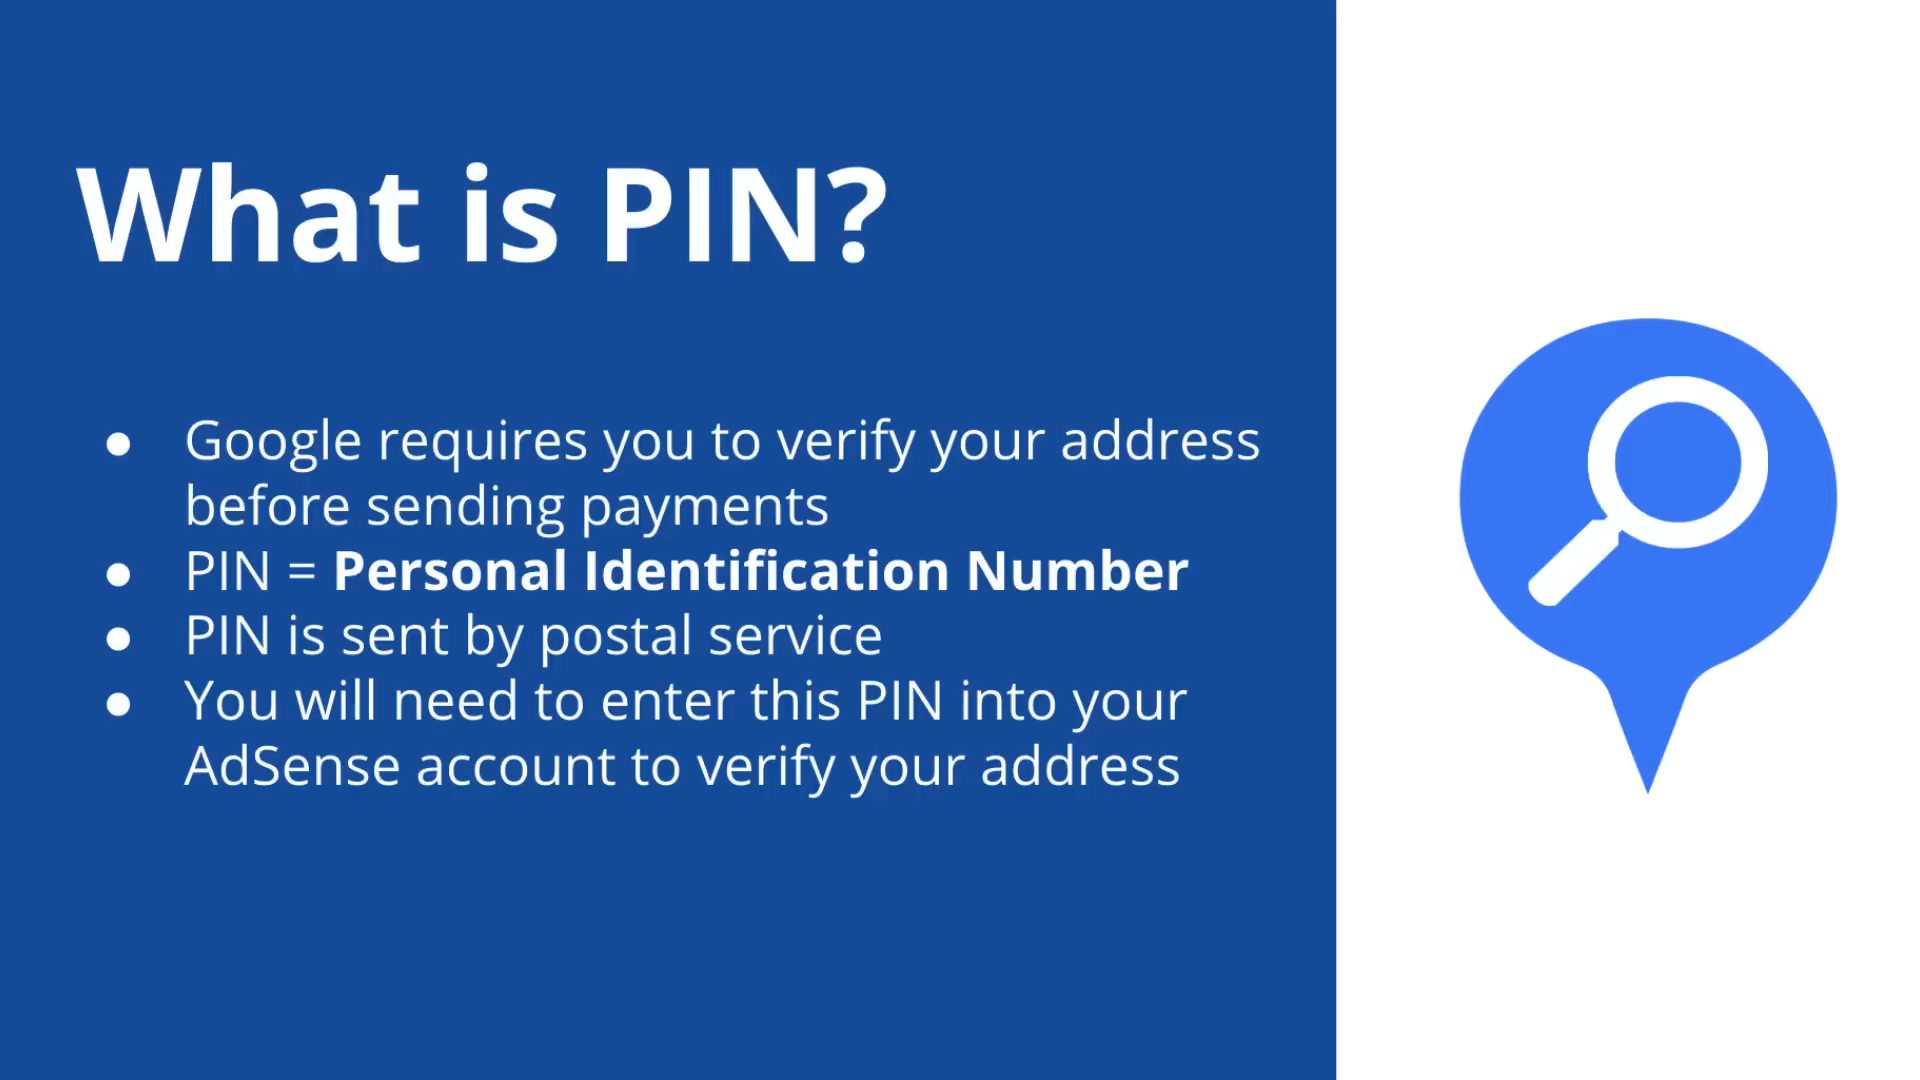 What is PIN?
● Google requires you to verify your address
before sending payments
● PIN = Personal Identification Number
● PIN is sent by postal service
● You will need to enter this PIN into your
AdSense account to verify your address